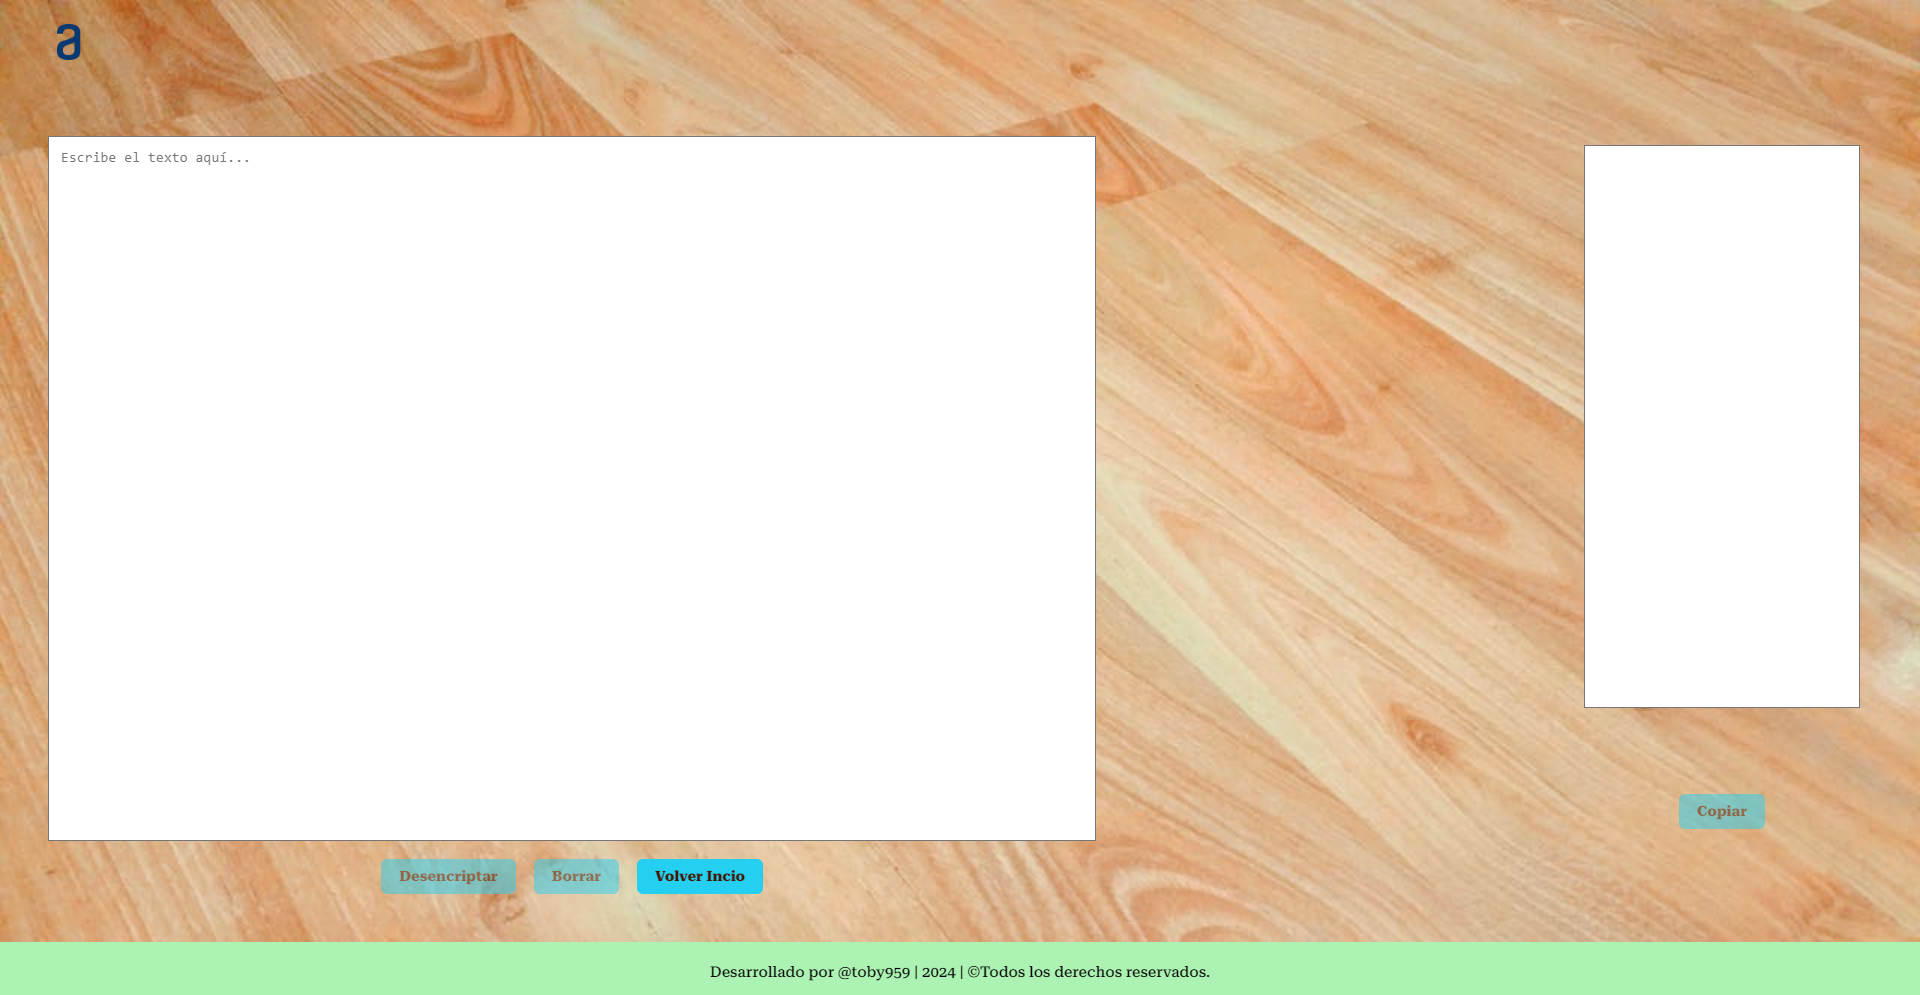 a
Escribe el texto aquí...
Copiar
Desencriptar Borrar Volver Incio
Desarrollado por @toby959 | 2024 | ©Todos los derechos reservados.